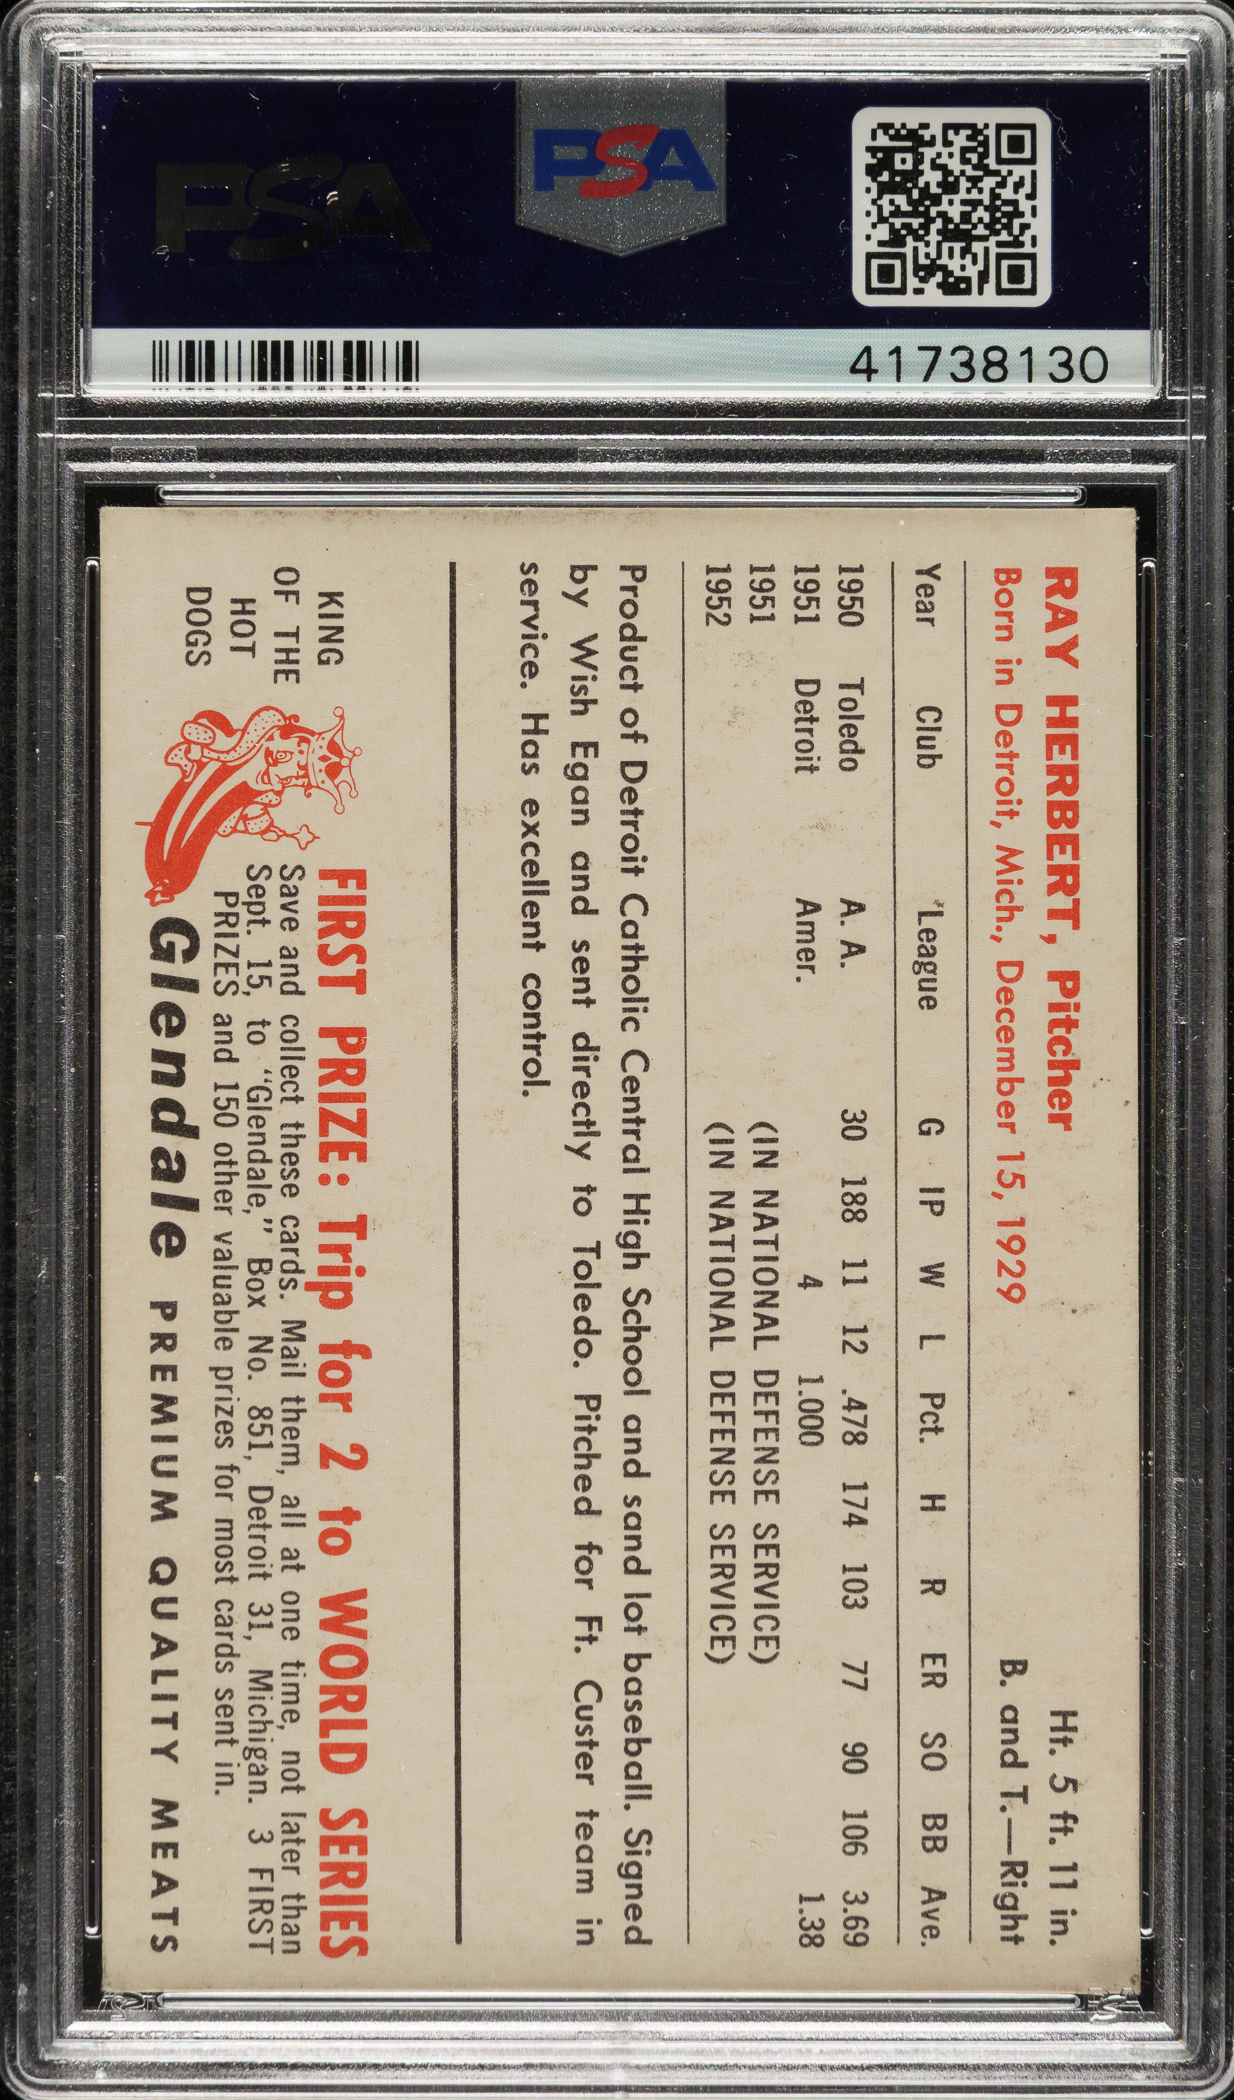 PSA
PSA
41738130
RAY HERBERT, Pitcher Ht. 5 ft. 11 in.
Born in Detroit, Mich., December 15, 1929 B. and T.—Right
Year Club League G IP W L Pct. H R ER SO BB Ave.
1950 Toledo A. A. 30 188 11 12 .478 174 103 77 90 106 3.69
1951 Detroit Amer. 4 1.000 1.38
1951 (IN NATIONAL DEFENSE SERVICE)
1952 (IN NATIONAL DEFENSE SERVICE)
Product of Detroit Catholic Central High School and sand lot baseball. Signed
by Wish Egan and sent directly to Toledo. Pitched for Ft. Custer team in
service. Has excellent control.
KING
OF THE
HOT
DOGS
FIRST PRIZE: Trip for 2 to WORLD SERIES
Save and collect these cards. Mail them, all at one time, not later than
Sept. 15, to “Glendale,” Box No. 851, Detroit 31, Michigan. 3 FIRST
PRIZES and 150 other valuable prizes for most cards sent in.
Glendale PREMIUM QUALITY MEATS